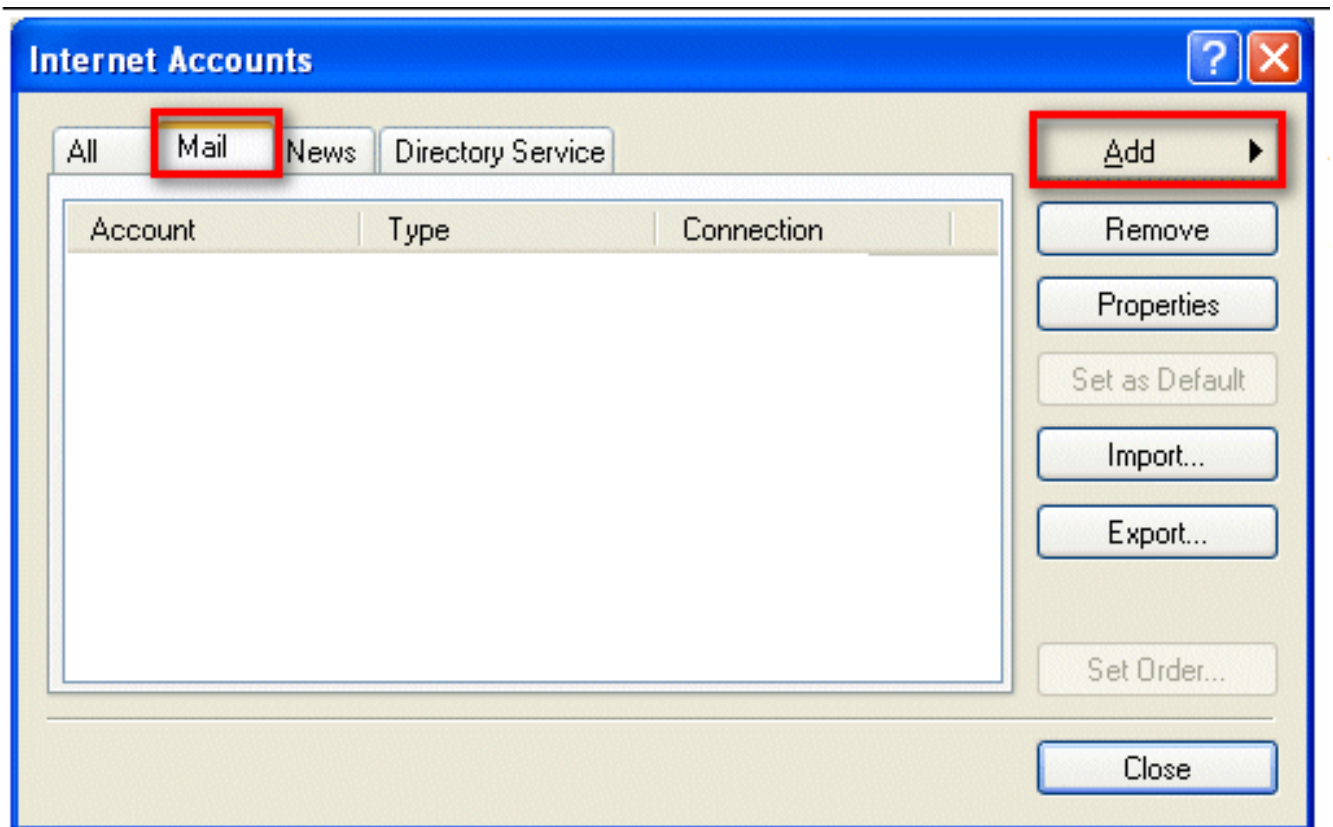 Internet Accounts
All Mail News Directory Service
Add
Account Type Connection
Remove
Properties
Set as Default
Import...
Export...
Set Order...
Close